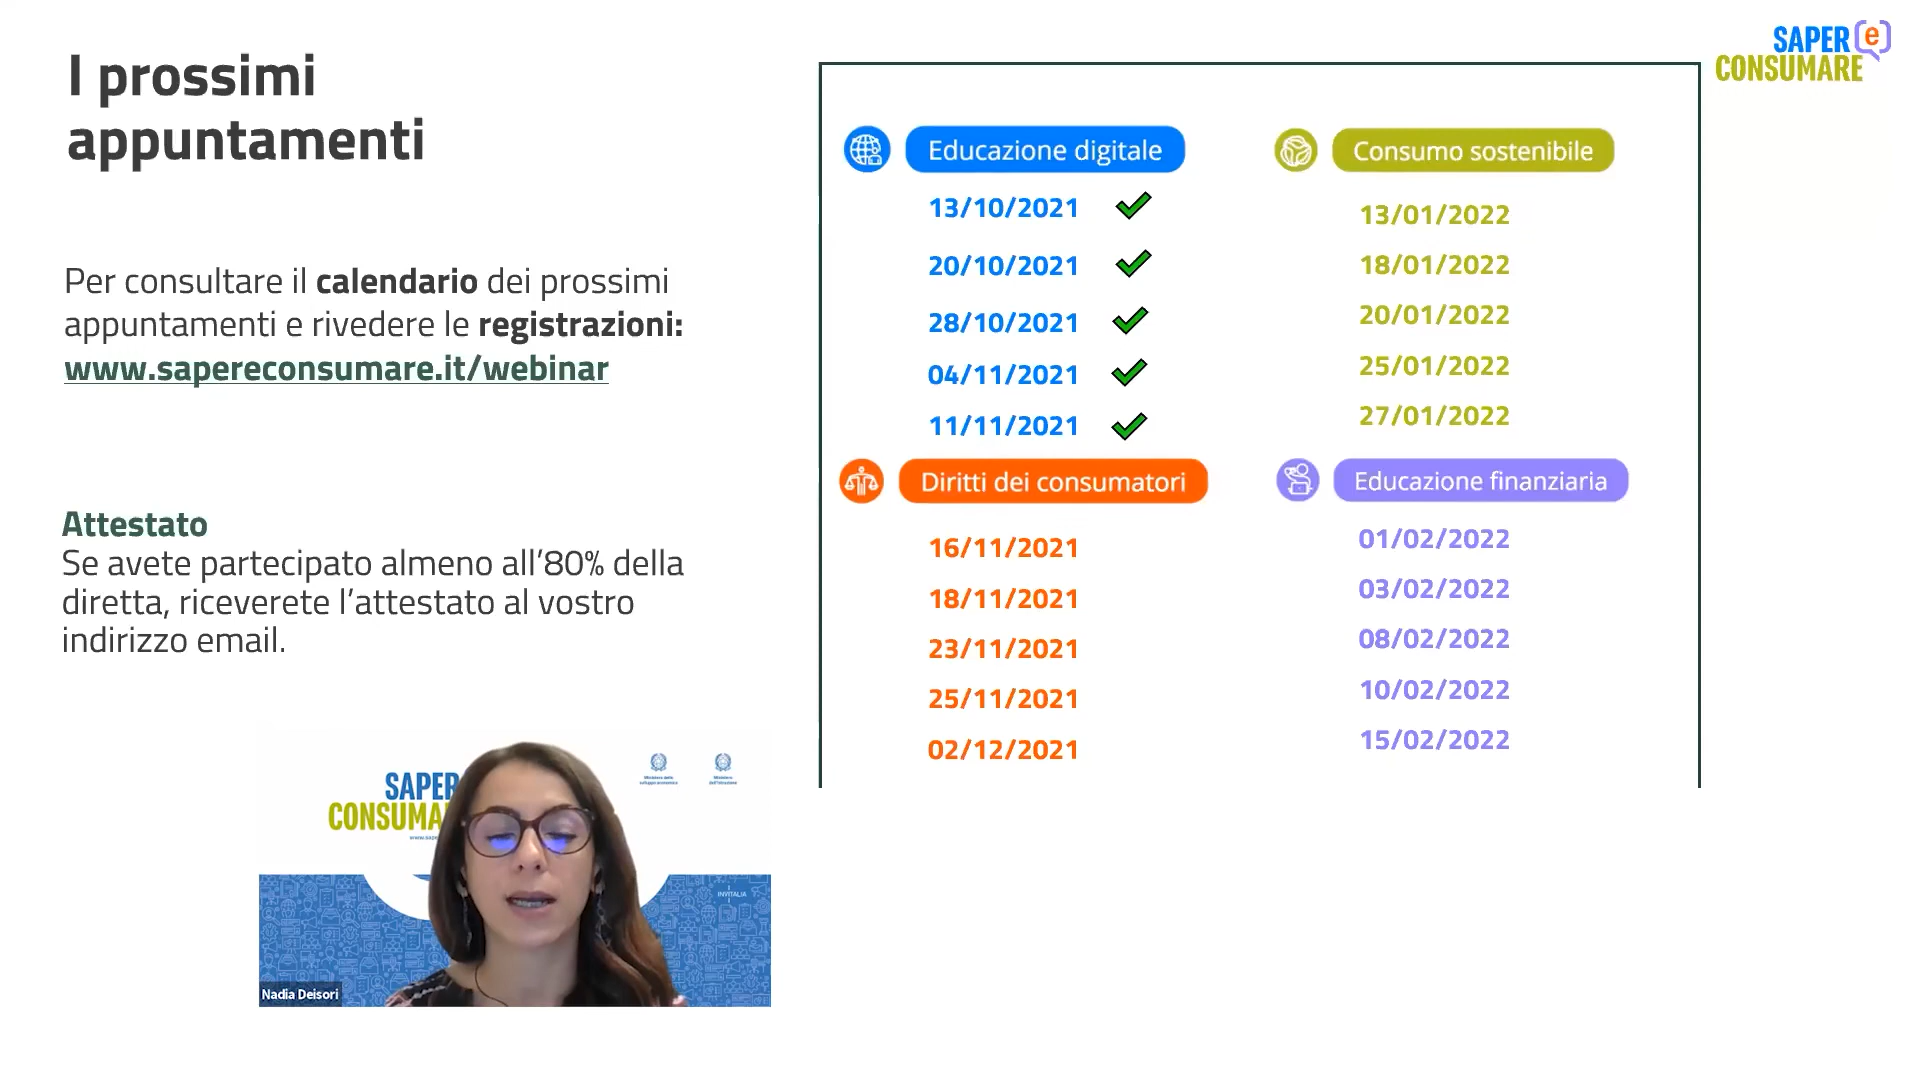 I prossimi
appuntamenti
Per consultare il calendario dei prossimi
appuntamenti e rivedere le registrazioni:
www.sapereconsumare.it/webinar
Attestato
Se avete partecipato almeno all’80% della
diretta, riceverete l’attestato al vostro
indirizzo email.
SAPER e
CONSUMARE
Educazione digitale
13/10/2021
20/10/2021
28/10/2021
04/11/2021
11/11/2021
Consumo sostenibile
13/01/2022
18/01/2022
20/01/2022
25/01/2022
27/01/2022
Diritti dei consumatori
16/11/2021
18/11/2021
23/11/2021
25/11/2021
02/12/2021
Educazione finanziaria
01/02/2022
03/02/2022
08/02/2022
10/02/2022
15/02/2022
SAPER
CONSUMA
INVITALIA
Nadia Deisori